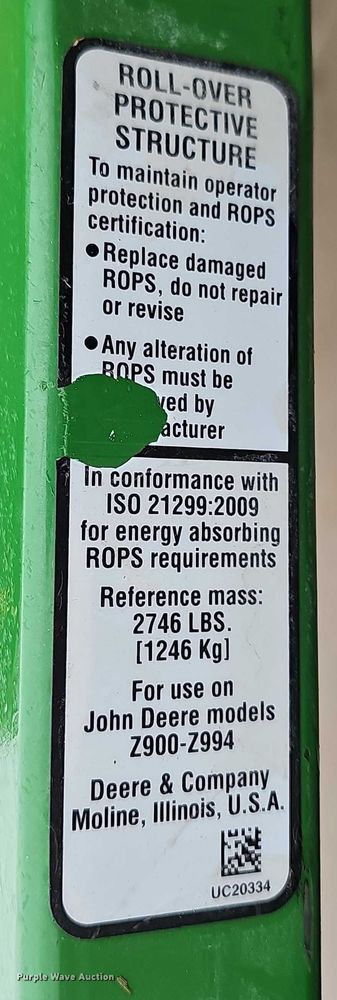 ROLL-OVER
PROTECTIVE
STRUCTURE
To maintain operator
protection and ROPS
certification:
● Replace damaged
ROPS, do not repair
or revise
● Any alteration of
ROPS must be
by
In conformance with
ISO 21299:2009
for energy absorbing
ROPS requirements
Reference mass:
2746 LBS.
[1246 Kg]
For use on
John Deere models
Z900-Z994
Deere & Company
Moline, Illinois, U.S.A.
UC20334
Purple Wave Auction